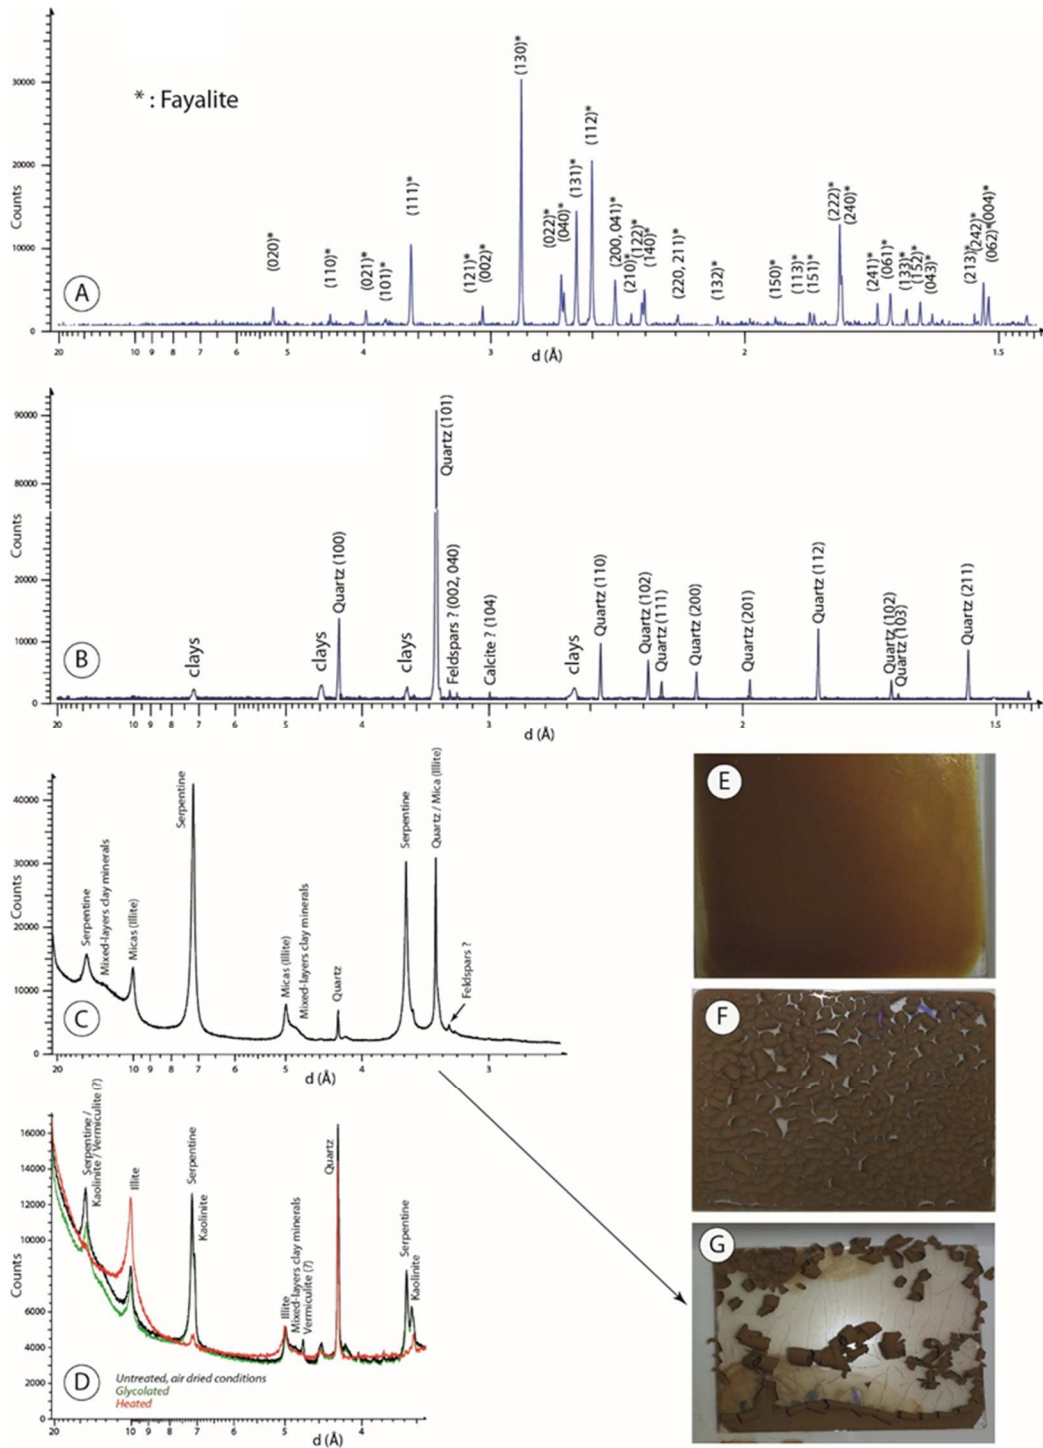 * : Fayalite
Counts
30000
20000
10000
0
(020)*
(110)*
(021)*
(101)*
(111)*
(121)*
(002)*
(130)*
(022)*
(040)*
(131)*
(112)*
(200, 041)*
(210)*
(122)*
(140)*
(220, 211)*
(132)*
(150)*
(113)*
(151)*
(222)*
(240)*
(241)*
(061)*
(133)*
(152)*
(043)*
(213)*
(242)*
(062)*
(004)*
A
20 10 9 8 7 6 5 4 3 2 1.5
d (Å)
Counts
90000
80000
20000
10000
0
clays
clays
Quartz (100)
clays
Quartz (101)
Feldspars ? (002, 040)
Calcite ? (104)
clays
Quartz (110)
Quartz (102)
Quartz (111)
Quartz (200)
Quartz (201)
Quartz (112)
Quartz (102)
Quartz (103)
Quartz (211)
B
20 10 9 8 7 6 5 4 3 2 1.5
d (Å)
Counts
40000
30000
20000
10000
0
Serpentine
Mixed-layers clay minerals
Micas (Illite)
Serpentine
Micas (Illite)
Mixed-layers clay minerals
Quartz
Serpentine
Quartz / Mica (Illite)
Feldspars ?
C
20 10 9 8 7 6 5 4 3
d (Å)
Counts
16000
14000
12000
10000
6000
4000
2000
0
Serpentine /
Kaolinite / Vermiculite (?)
Illite
Serpentine
Kaolinite
Illite
Mixed-layers clay minerals
Vermiculite (?)
Quartz
Serpentine
Kaolinite
D
Untreated, air dried conditions
Glycolated
Heated
20 10 9 8 7 6 5 4
d (Å)
E
F
G